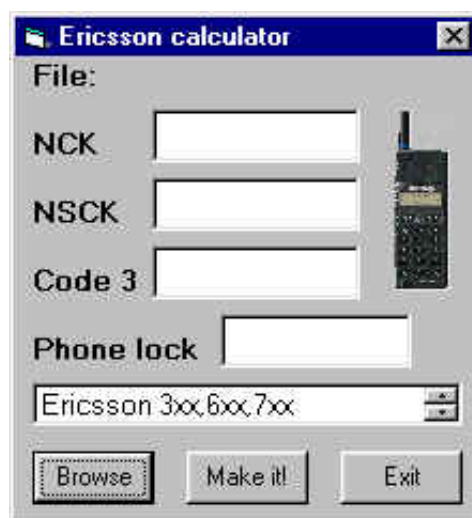 Ericsson calculator
File:
NCK
NSCK
Code 3
Phone lock
Ericsson 3xx,6xx,7xx
Browse Make it! Exit